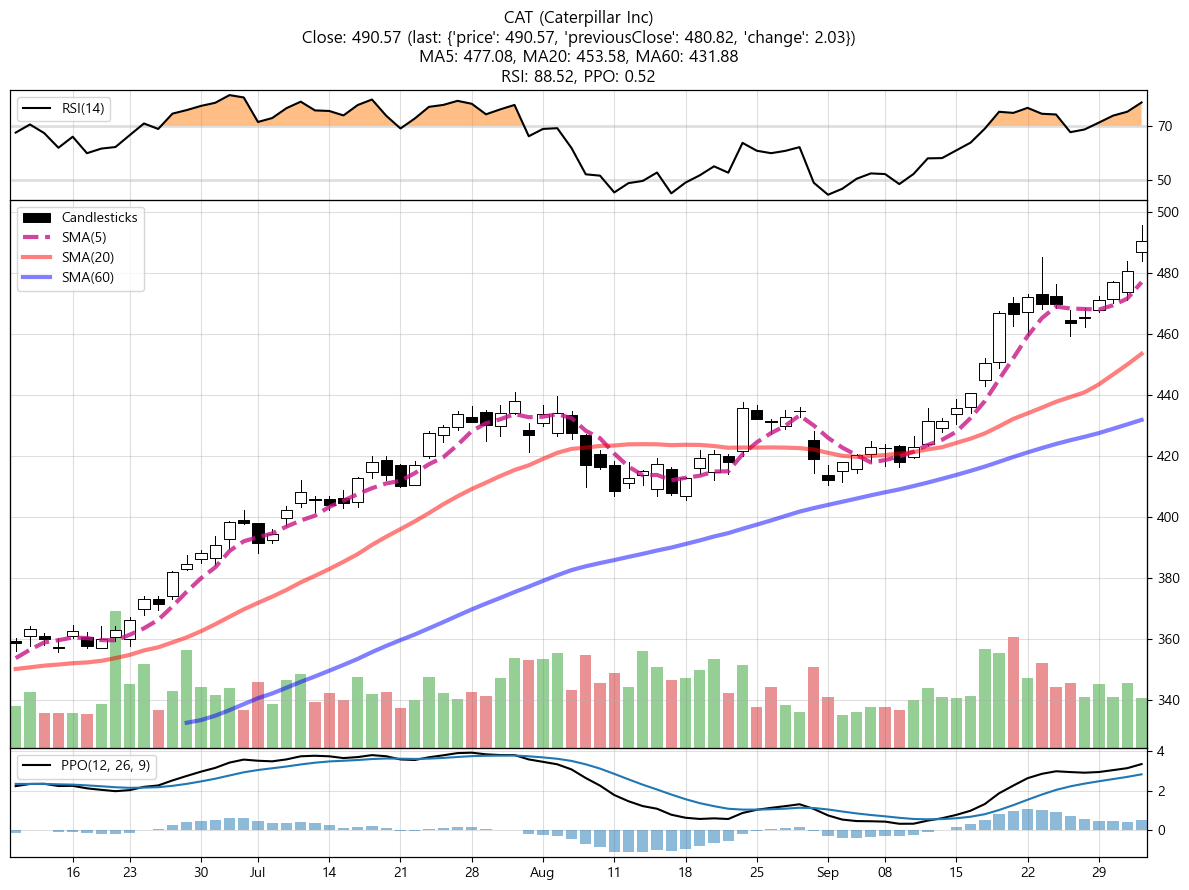 CAT (Caterpillar Inc)
Close: 490.57 (last: {'price': 490.57, 'previousClose': 480.82, 'change': 2.03})
MA5: 477.08, MA20: 453.58, MA60: 431.88
RSI: 88.52, PPO: 0.52
RSI(14)
70
50
Candlesticks
SMA(5)
SMA(20)
SMA(60)
500
480
460
440
420
400
380
360
340
PPO(12, 26, 9)
4
2
0
16 23 30 Jul 14 21 28 Aug 11 18 25 Sep 08 15 22 29